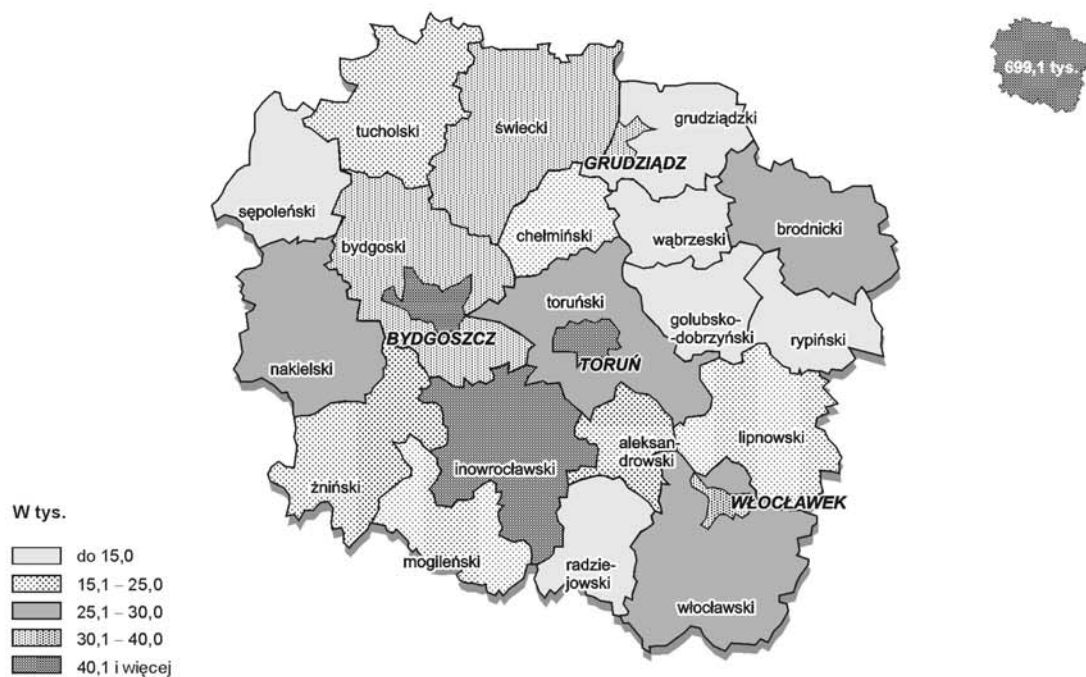 699,1 tys.
tucholski
świecki
grudziądzki
GRUDZIĄDZ
sępoleński
bydgoski
chełmiński
wąbrzeski
brodnicki
toruński
golubsko-
-dobrzyński
rypiński
BYDGOSZCZ
TORUŃ
nakielski
aleksan-
drowski
lipnowski
inowrocławski
żniński
WŁOCŁAWEK
mogileński
radzie-
jowski
włocławski
W tys.
do 15,0
15,1 – 25,0
25,1 – 30,0
30,1 – 40,0
40,1 i więcej